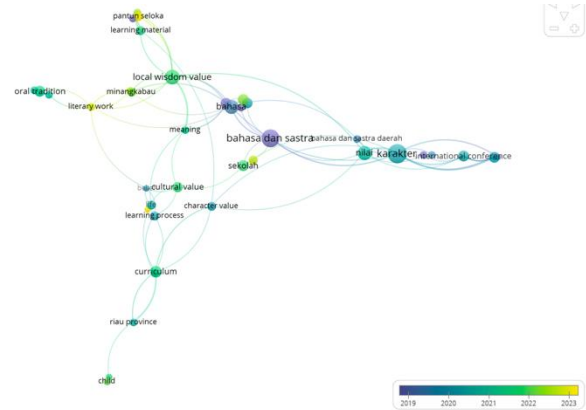 pantun seloka
learning material
local wisdom value
oral tradition
minangkabau
literary work
bahasa
meaning
bahasa dan sastra
bahasa dan sastra daerah
nilai
karakter
international conference
sekolah
cultural value
life
learning process
character value
curriculum
riau province
child
2019 2020 2021 2022 2023